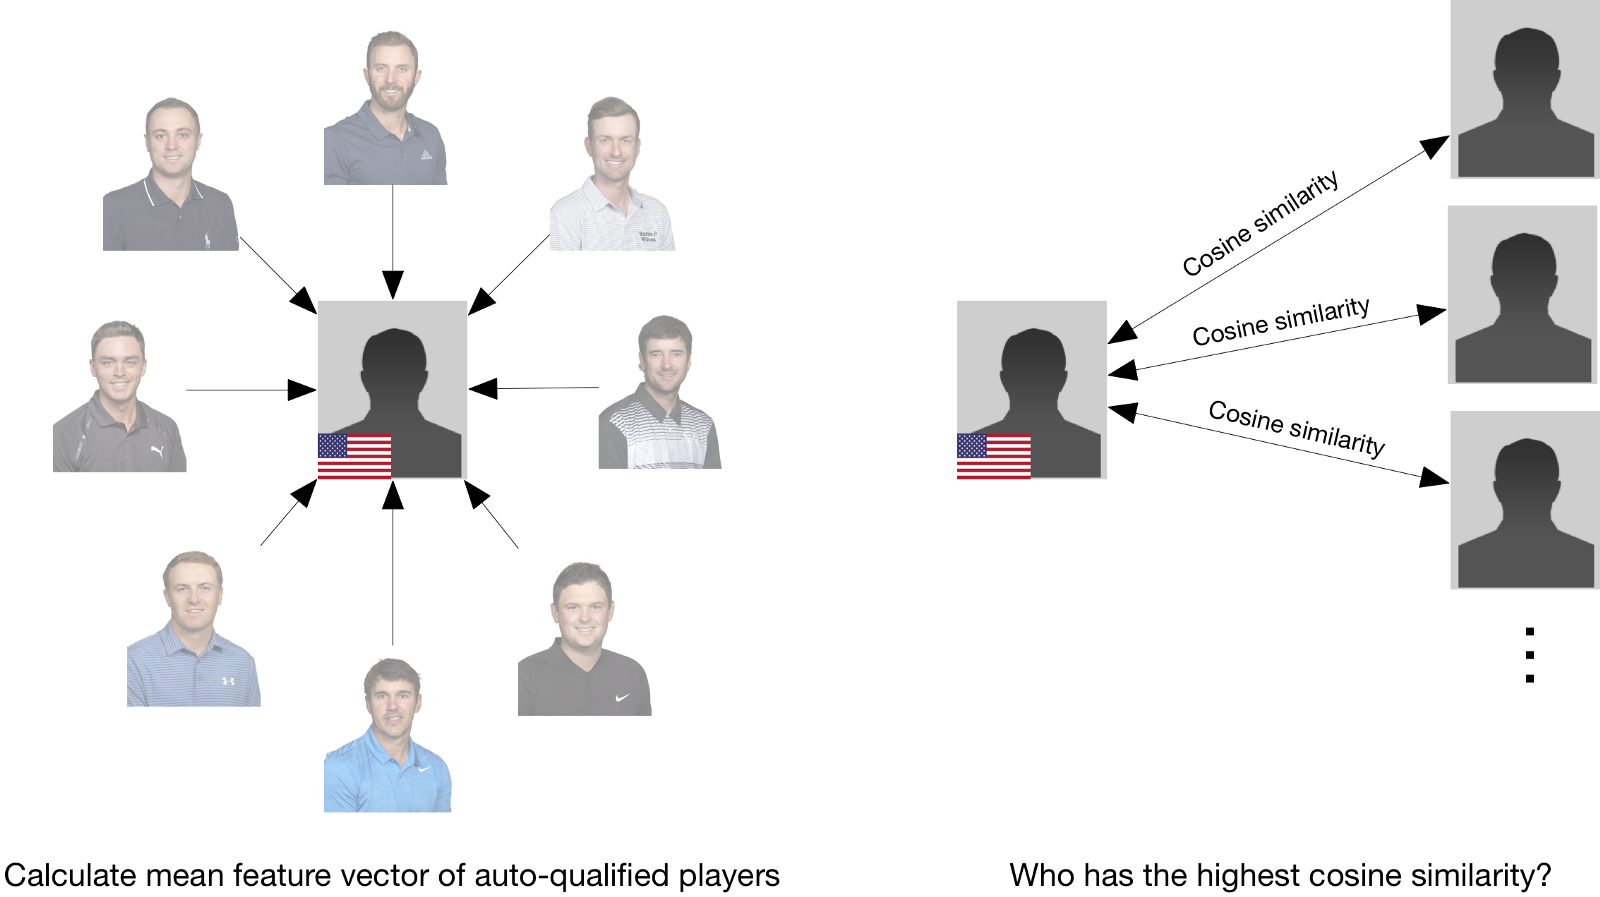 Cosine similarity
Cosine similarity
Cosine similarity
Calculate mean feature vector of auto-qualified players
Who has the highest cosine similarity?